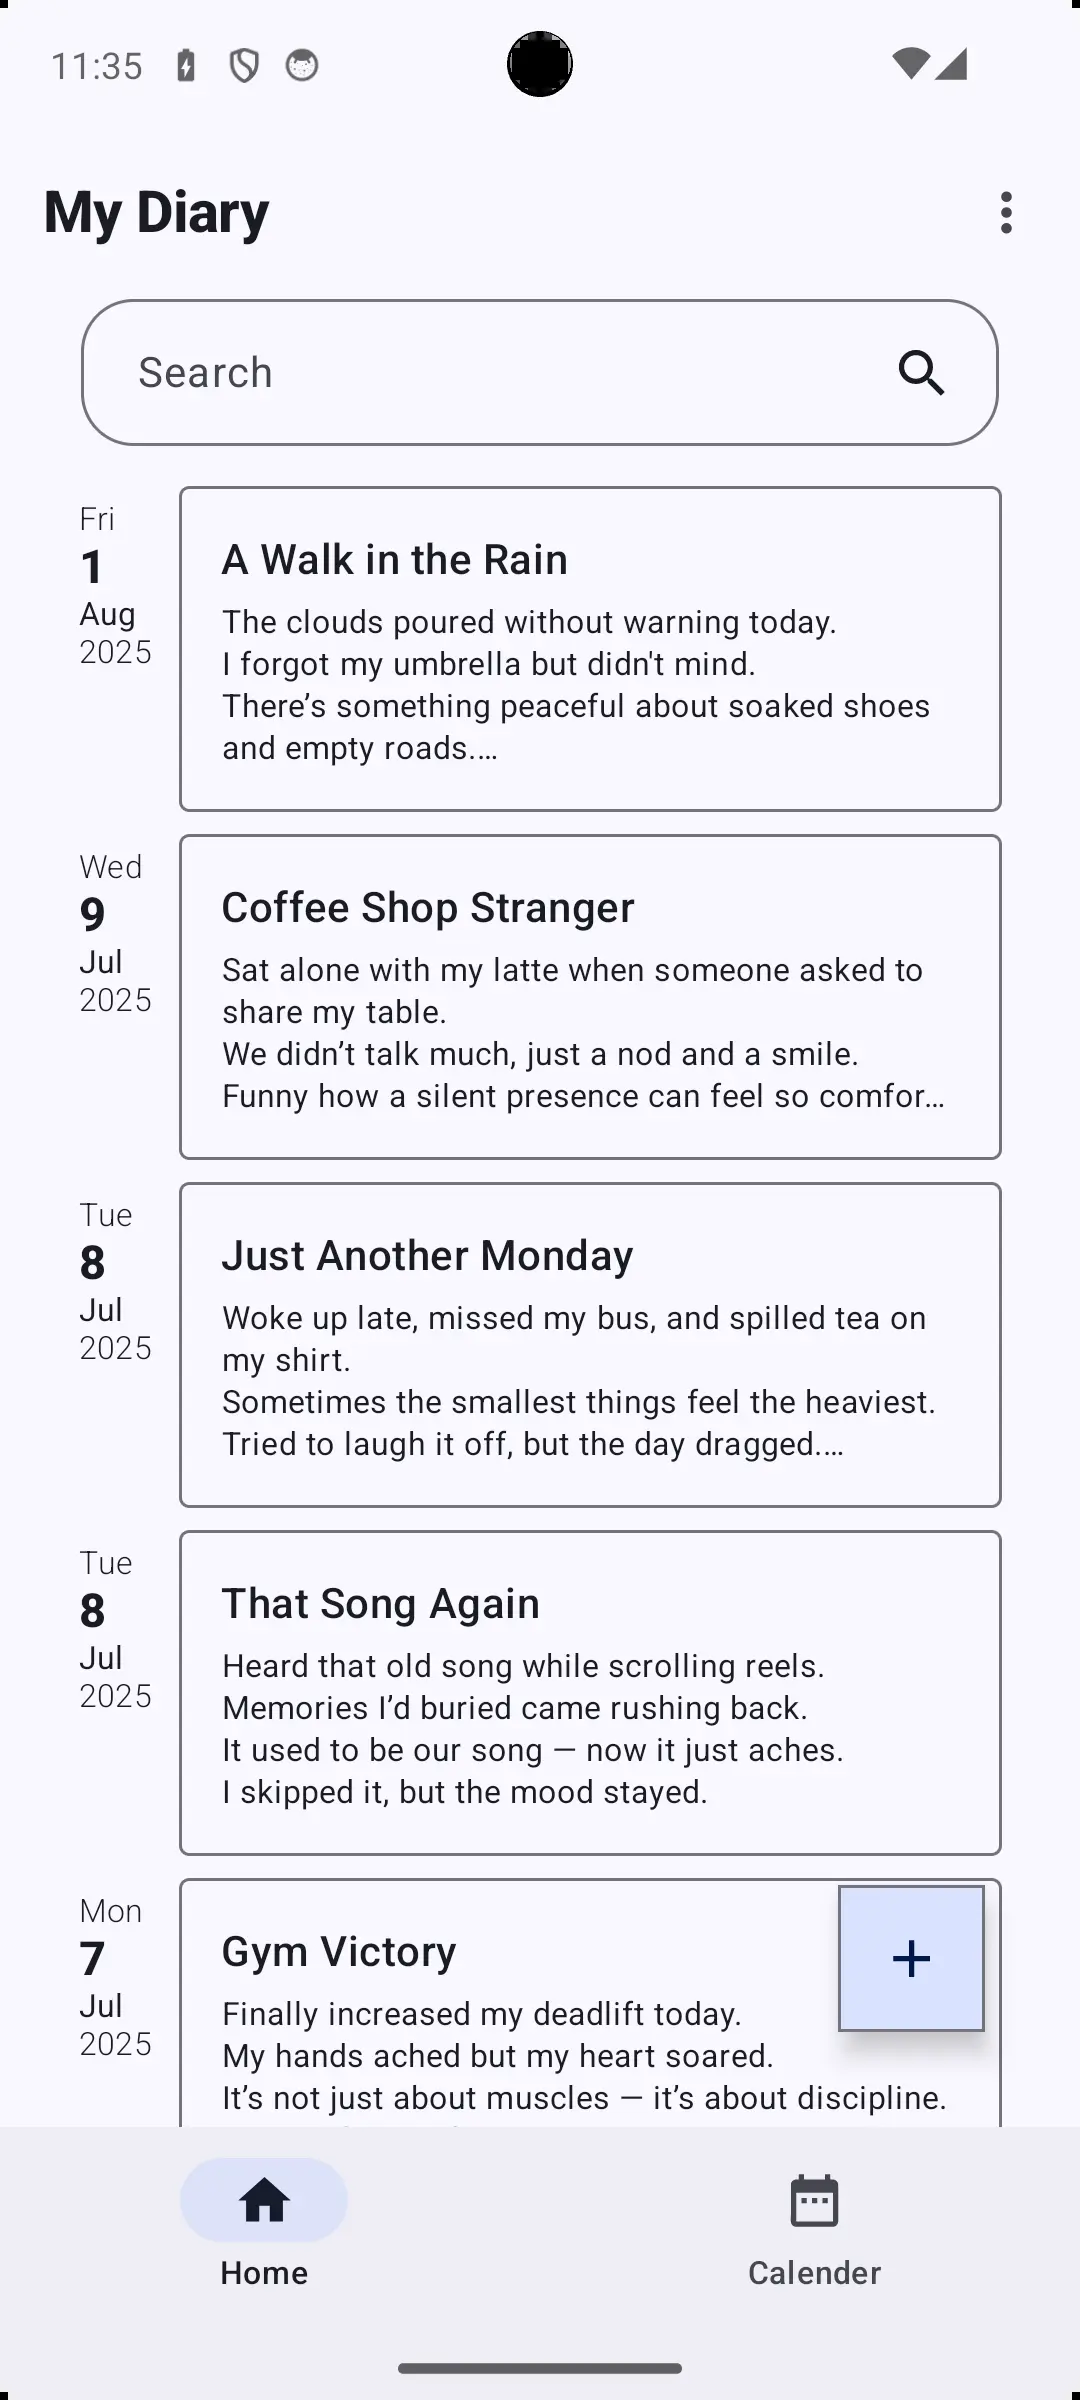 11:35
My Diary
Search
Fri
1
Aug
2025
A Walk in the Rain
The clouds poured without warning today.
I forgot my umbrella but didn't mind.
There’s something peaceful about soaked shoes
and empty roads.…
Wed
9
Jul
2025
Coffee Shop Stranger
Sat alone with my latte when someone asked to
share my table.
We didn’t talk much, just a nod and a smile.
Funny how a silent presence can feel so comfor…
Tue
8
Jul
2025
Just Another Monday
Woke up late, missed my bus, and spilled tea on
my shirt.
Sometimes the smallest things feel the heaviest.
Tried to laugh it off, but the day dragged.…
Tue
8
Jul
2025
That Song Again
Heard that old song while scrolling reels.
Memories I’d buried came rushing back.
It used to be our song — now it just aches.
I skipped it, but the mood stayed.
Mon
7
Jul
2025
Gym Victory
Finally increased my deadlift today.
My hands ached but my heart soared.
It’s not just about muscles — it’s about discipline.
Home
Calender